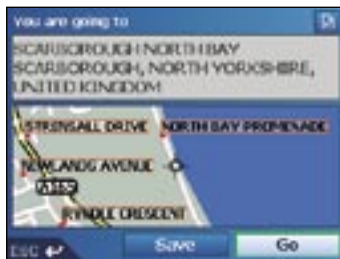 You are going to
SCARBOROUGH NORTH BAY
SCARBOROUGH, NORTH YORKSHIRE,
UNITED KINGDOM
STRENSALL DRIVE
NORTH BAY PROMENADE
NEWLANDS AVENUE
RYNDLE CRESCENT
ESC
Save
Go